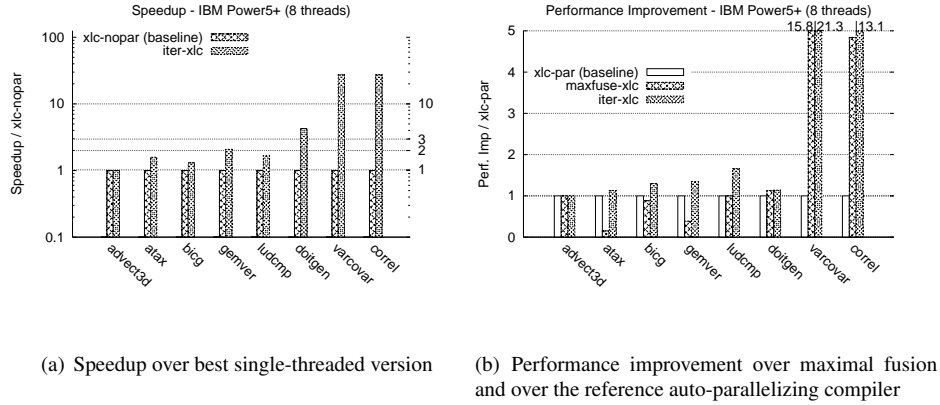 Speedup - IBM Power5+ (8 threads)
xlc-nopar (baseline)
iter-xlc
Speedup / xlc-nopar
100
10
1
0.1
10
3
2
1
advect3d
atax
bicg
gemver
ludcmp
doitgen
varcovar
correl
(a) Speedup over best single-threaded version
Performance Improvement - IBM Power5+ (8 threads)
15.8 21.3 13.1
xlc-par (baseline)
maxfuse-xlc
iter-xlc
Perf. Imp / xlc-par
5
4
3
2
1
0
advect3d
atax
bicg
gemver
ludcmp
doitgen
varcovar
correl
(b) Performance improvement over maximal fusion
and over the reference auto-parallelizing compiler